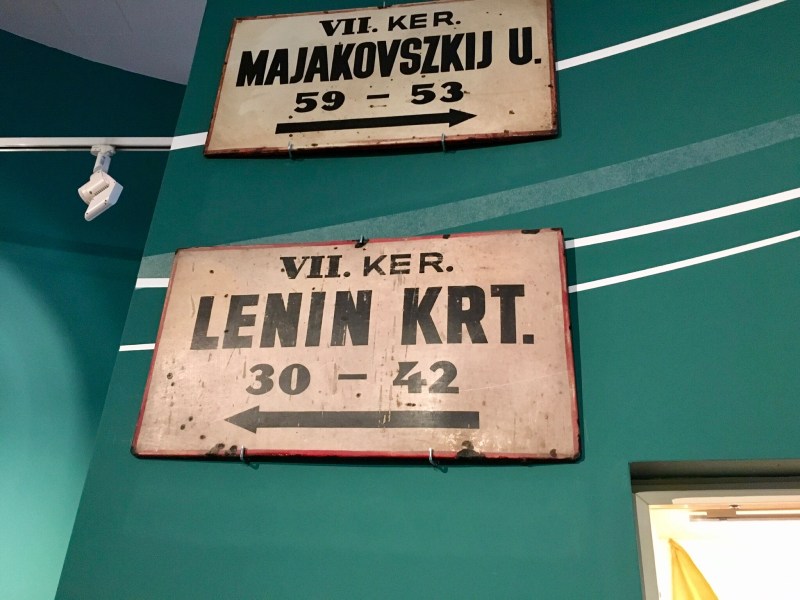 VII. KER.
MAJAKOVSZKIJ U.
59 – 53
VII. KER.
LENIN KRT.
30 – 42